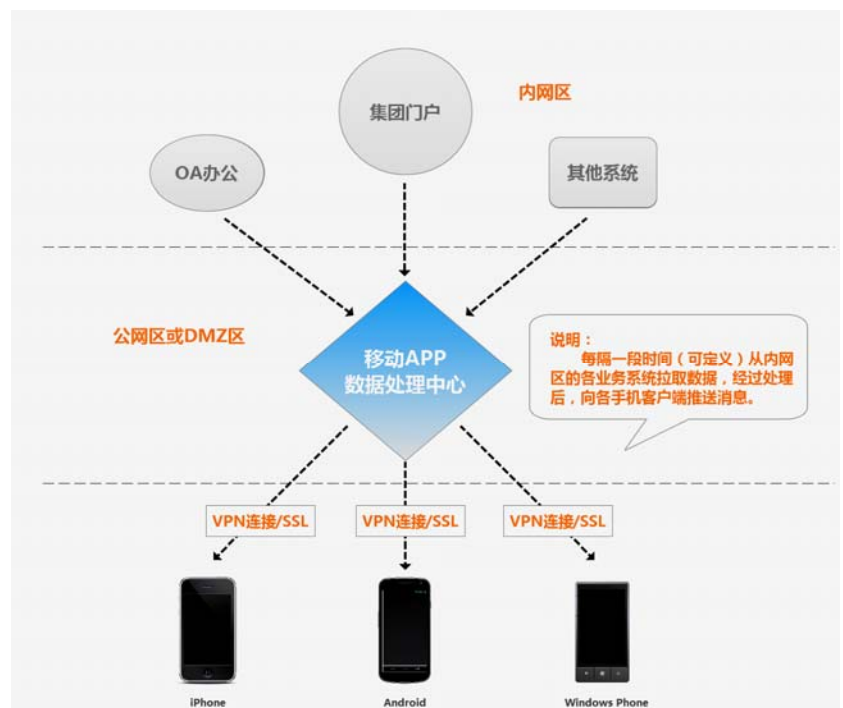 内网区
集团门户
OA办公
其他系统
公网区或DMZ区
移动APP
数据处理中心
说明：
每隔一段时间（可定义）从内网
区的各业务系统拉取数据，经过处理
后，向各手机客户端推送消息。
VPN连接/SSL
VPN连接/SSL
VPN连接/SSL
iPhone
Android
Windows Phone